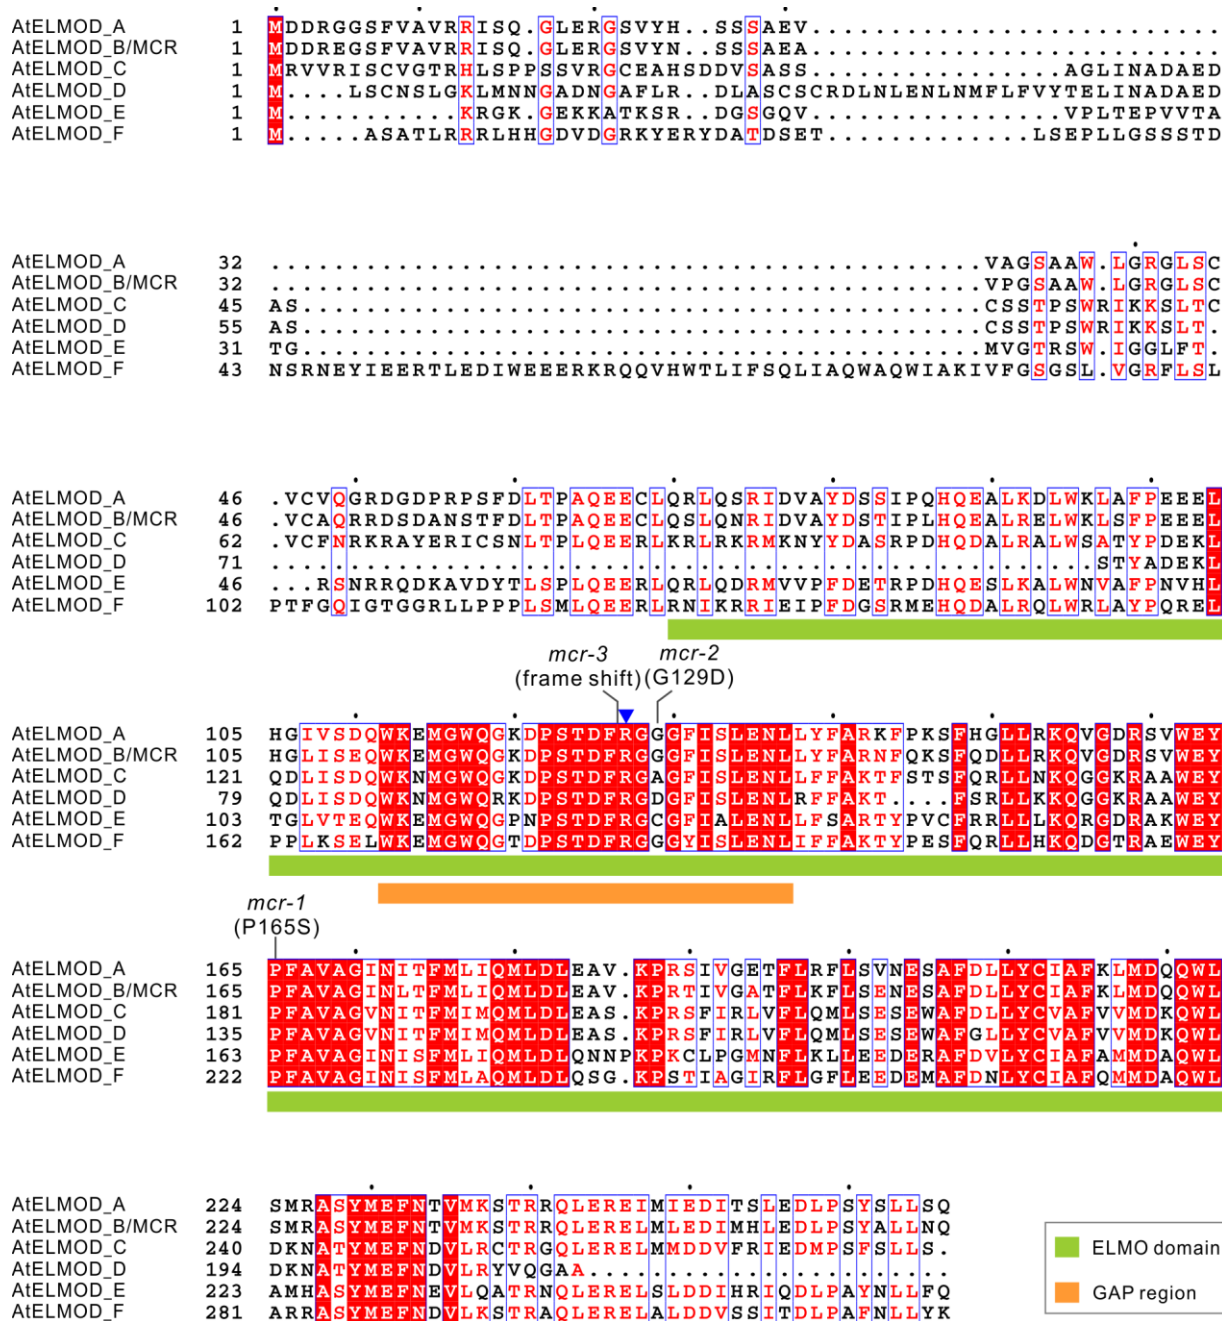 AtELMOD_A 1 MDDRGGSFVAVRRISQ.GLERGSVYH..SSSAEV..........................
AtELMOD_B/MCR 1 MDDREGSFVAVRRISQ.GLERGSVYN..SSSAEA..........................
AtELMOD_C 1 MRVVRISCVGTRHLSPPSSVRGCEAHSDDVSASS................AGLINADAED
AtELMOD_D 1 M....LSCNSLGKLMNNGADNGAFLR..DLASCSCRDLNLENLNMFLFVYTELINADAED
AtELMOD_E 1 M...........KRGK.GEKKATKSR..DGSGQV................VPLTEPVVTA
AtELMOD_F 1 M.....ASATLRRRLHHGDVDGRKYERYDATDSET.............LSEPLLGSSSTD
AtELMOD_A 32 .............................................VAGSAAW.LGRGLSC
AtELMOD_B/MCR 32 .............................................VPGSAAW.LGRGLSC
AtELMOD_C 45 AS...........................................CSSTPSWRIKKSLTC
AtELMOD_D 55 AS...........................................CSSTPSWRIKKSLT.
AtELMOD_E 31 TG...........................................MVGTRSW.IGGLFT.
AtELMOD_F 43 NSRNEYIEERTLEDIWEEERKRQQVHWTLIFSQLIAQWAQWIAKIVFGSGSL.VGRFLSL
AtELMOD_A 46 .VCVQGRDGDPRPSFDLTPAQEECLQRLQSRIDVAYDSSIPQHQEALKDLWKLAFPEEEL
AtELMOD_B/MCR 46 .VCAQRRDSDANSTFDLTPAQEECLQSLQNRIDVAYDSTIPLHQEALRELWKLSFPEEEL
AtELMOD_C 62 .VCFNRKRAYERICSNLTPLQEERLKRLRKRMKNYYDASRPDHQDALRALWSATYPDEKL
AtELMOD_D 71 ....................................................STYADEKL
AtELMOD_E 46 ...RSNRRQDKAVDYTLSPLQEERLQRLQDRMVVPFDETRPDHQESLKALWNVAFPNVHL
AtELMOD_F 102 PTFGQIGTGGRLLPPPLSMLQEERLRNIKRRIEIPFDGSRMEHQDALRQLWRLAYPQREL
mcr-3 mcr-2
(frame shift) (G129D)
AtELMOD_A 105 HGIVSDQWKEMGWQGKDPSTDFRGGGFISLENLLYFARKFPKSFHGLLRKQVGDRSVWEY
AtELMOD_B/MCR 105 HGLISEQWKEMGWQGKDPSTDFRGGGFISLENLLYFARNFQKSFQDLLRKQVGDRSVWEY
AtELMOD_C 121 QDLISDQWKNMGWQGKDPSTDFRGAGFISLENLLFFAKTFSTSFQRLLNKQGGKRAAWEY
AtELMOD_D 79 QDLISDQWKNMGWQRKDPSTDFRGDGFISLENLRFFAKT....FSRLLKKQGGKRAAWEY
AtELMOD_E 103 TGLVTEQWKEMGWQGPNPSTDFRGCGFIALENLLFSARTYPVCFRRLLLKQRGDRAKWEY
AtELMOD_F 162 PPLKSELWKEMGWQGTDPSTDFRGGGYISLENLIFFAKTYPESFQRLLHKQDGTRAEWEY
mcr-1
(P165S)
AtELMOD_A 165 PFAVAGINITFMLIQMLDLEAV.KPRSIVGETFLRFLSVNESAFDLLYCIAFKLMDQQWL
AtELMOD_B/MCR 165 PFAVAGINLTFMLIQMLDLEAV.KPRTIVGATFLKFLSENESAFDLLYCIAFKLMDQQWL
AtELMOD_C 181 PFAVAGVNITFMIMQMLDLEAS.KPRSFIRLVFLQMLSESEWAFDLLYCVAFVVMDKQWL
AtELMOD_D 135 PFAVAGVNITFMIMQMLDLEAS.KPRSFIRLVFLQMLSESEWAFGLLYCVAFVVMDKQWL
AtELMOD_E 163 PFAVAGINISFMLIQMLDLQNNPKPKCLPGMNFLKLLEEDERAFDVLYCIAFAMMDAQWL
AtELMOD_F 222 PFAVAGINISFMLAQMLDLQSG.KPSTIAGIRFLGFLEEDEMAFDNLYCIAFQMMDAQWL
AtELMOD_A 224 SMRASYMEFNTVMKSTRRQLEREIMIEDITSLEDLPSYSLLSQ
AtELMOD_B/MCR 224 SMRASYMEFNTVMKSTRRQLERELMLEDIMHLEDLPSYALLNQ
AtELMOD_C 240 DKNATYMEFNDVLRCTRGQLERELMMDDVFRIEDMPSFSLLS.
AtELMOD_D 194 DKNATYMEFNDVLRYVQGAA.......................
AtELMOD_E 223 AMHASYMEFNEVLQATRNQLERELSLDDIHRIQDLPAYNLLFQ
AtELMOD_F 281 ARRASYMEFNDVLKSTRAQLERELALDDVSSITDLPAFNLLYK
ELMO domain
GAP region